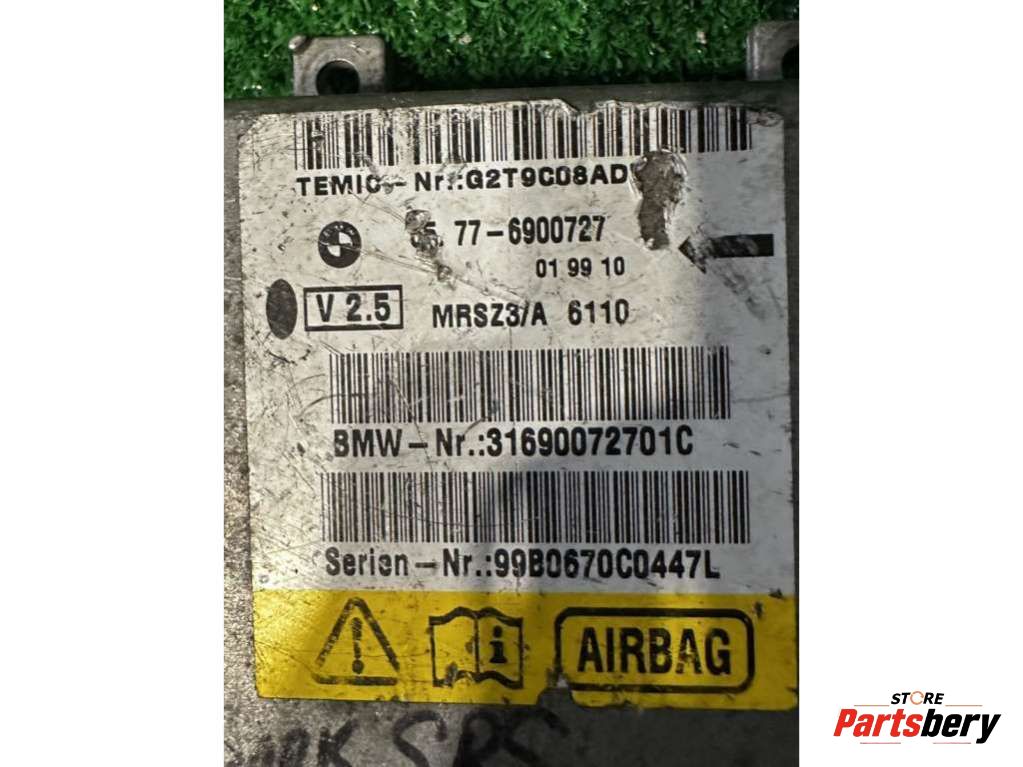 TEMIC - Nr.:G2T9C08AD
77-6900727
01 99 10
V 2.5
MRSZ3/A 6110
BMW-Nr.:31690072701C
Serien-Nr.:99B0670C0447L
AIRBAG
STORE
Partsbery